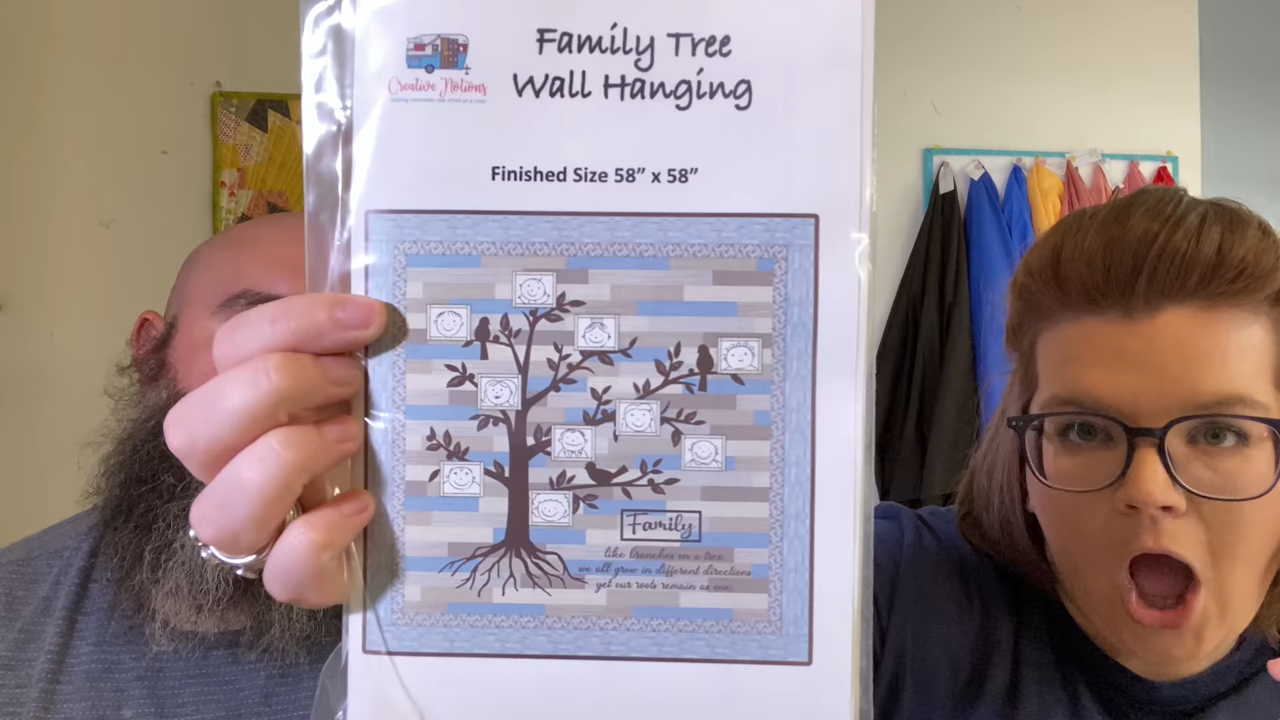 Family Tree
Wall Hanging
Creative Notions
Finished Size 58” x 58”
Family
like branches on a tree,
we all grow in different directions
yet our roots remain as one.